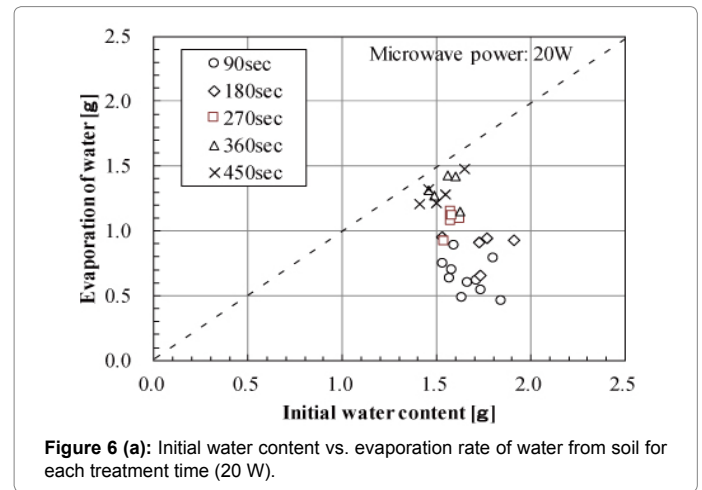 2.5
Microwave power: 20W
90sec
180sec
270sec
360sec
450sec
2.0
1.5
1.0
0.5
0.0
Evaporation of water [g]
0.0 0.5 1.0 1.5 2.0 2.5
Initial water content [g]
Figure 6 (a): Initial water content vs. evaporation rate of water from soil for
each treatment time (20 W).